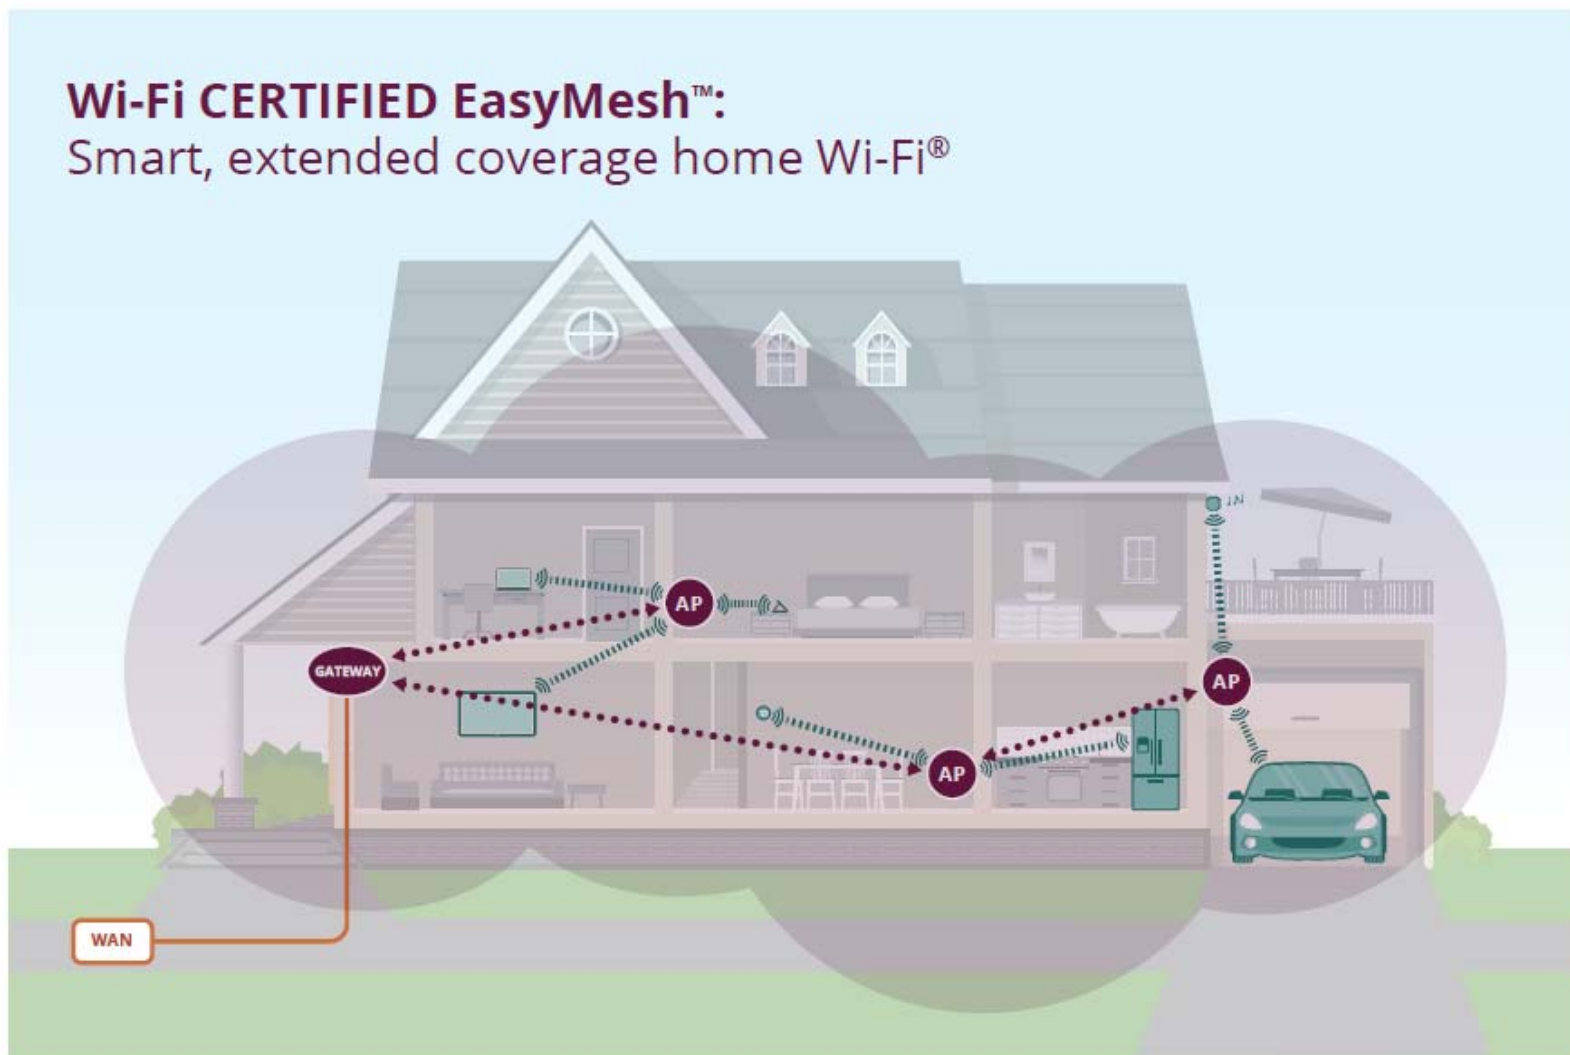 Wi-Fi CERTIFIED EasyMesh™:
Smart, extended coverage home Wi-Fi®
AP
GATEWAY
AP
AP
WAN